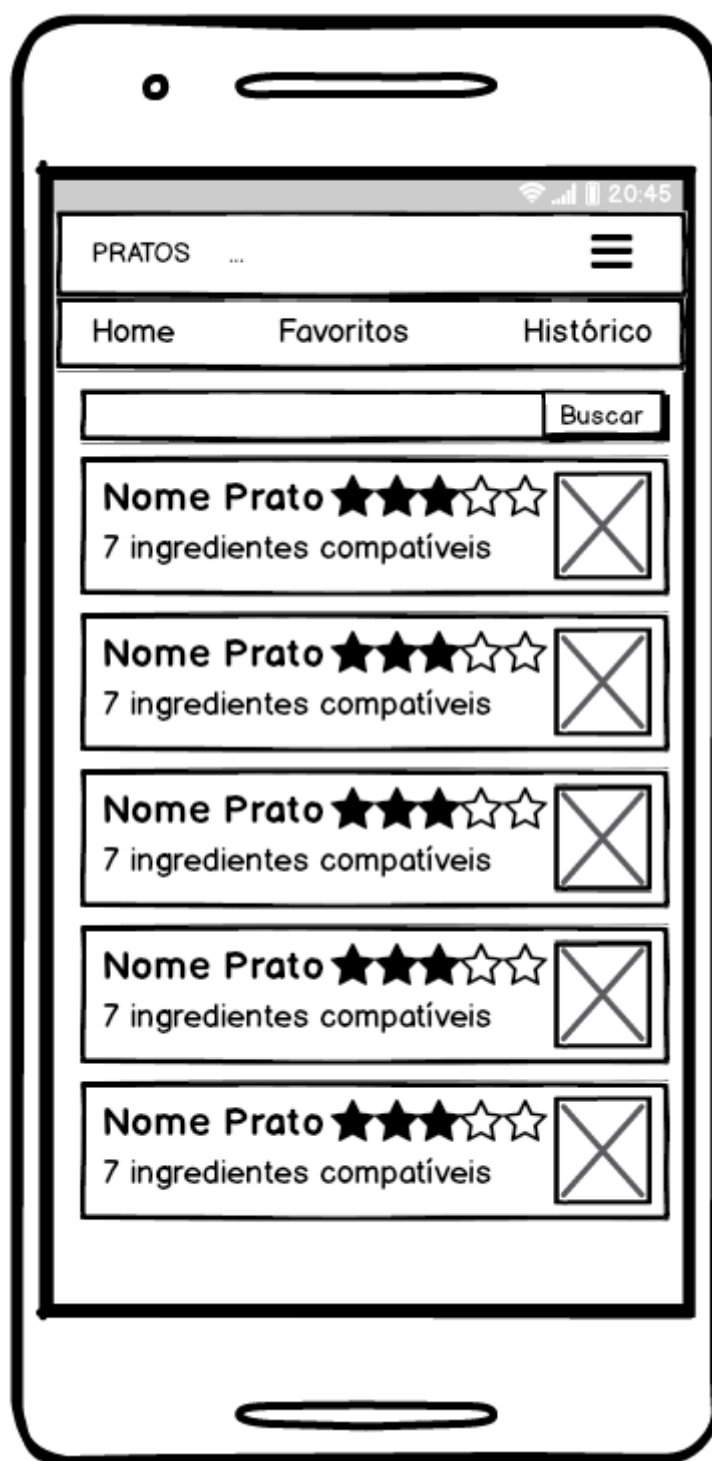 20:45
PRATOS ...
Home Favoritos Histórico
Buscar
Nome Prato
7 ingredientes compatíveis
Nome Prato
7 ingredientes compatíveis
Nome Prato
7 ingredientes compatíveis
Nome Prato
7 ingredientes compatíveis
Nome Prato
7 ingredientes compatíveis